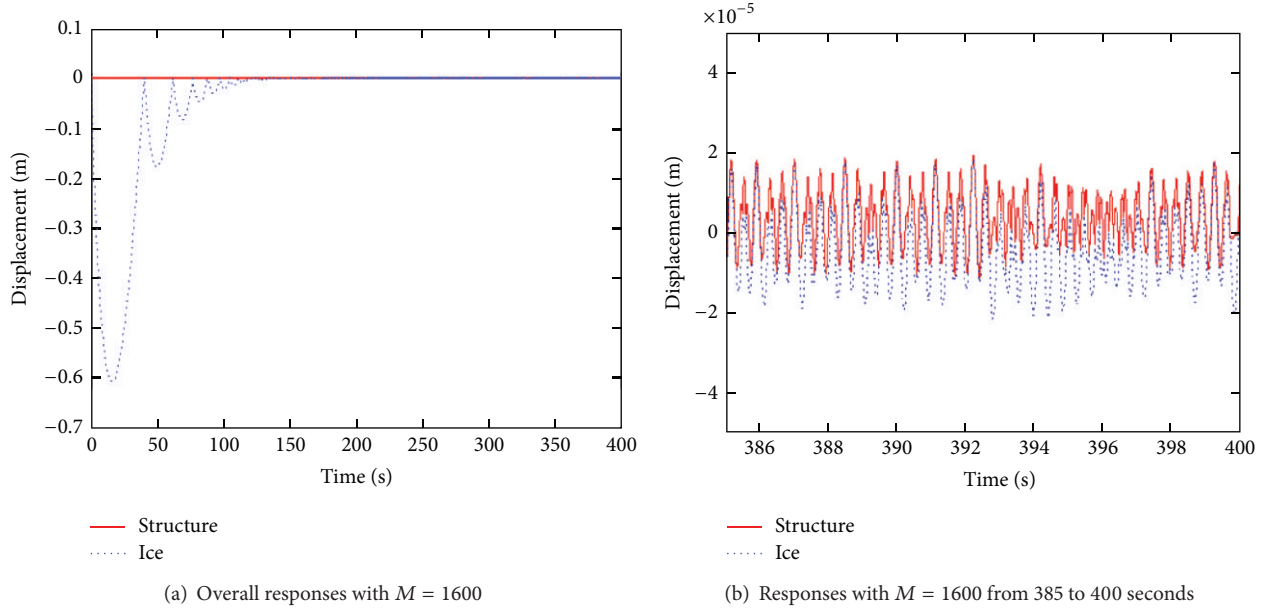 0.1
0
−0.1
−0.2
−0.3
−0.4
−0.5
−0.6
−0.7
Displacement (m)
0 50 100 150 200 250 300 350 400
Time (s)
Structure
Ice
(a) Overall responses with M = 1600
×10−5
4
2
0
−2
−4
Displacement (m)
386 388 390 392 394 396 398 400
Time (s)
Structure
Ice
(b) Responses with M = 1600 from 385 to 400 seconds